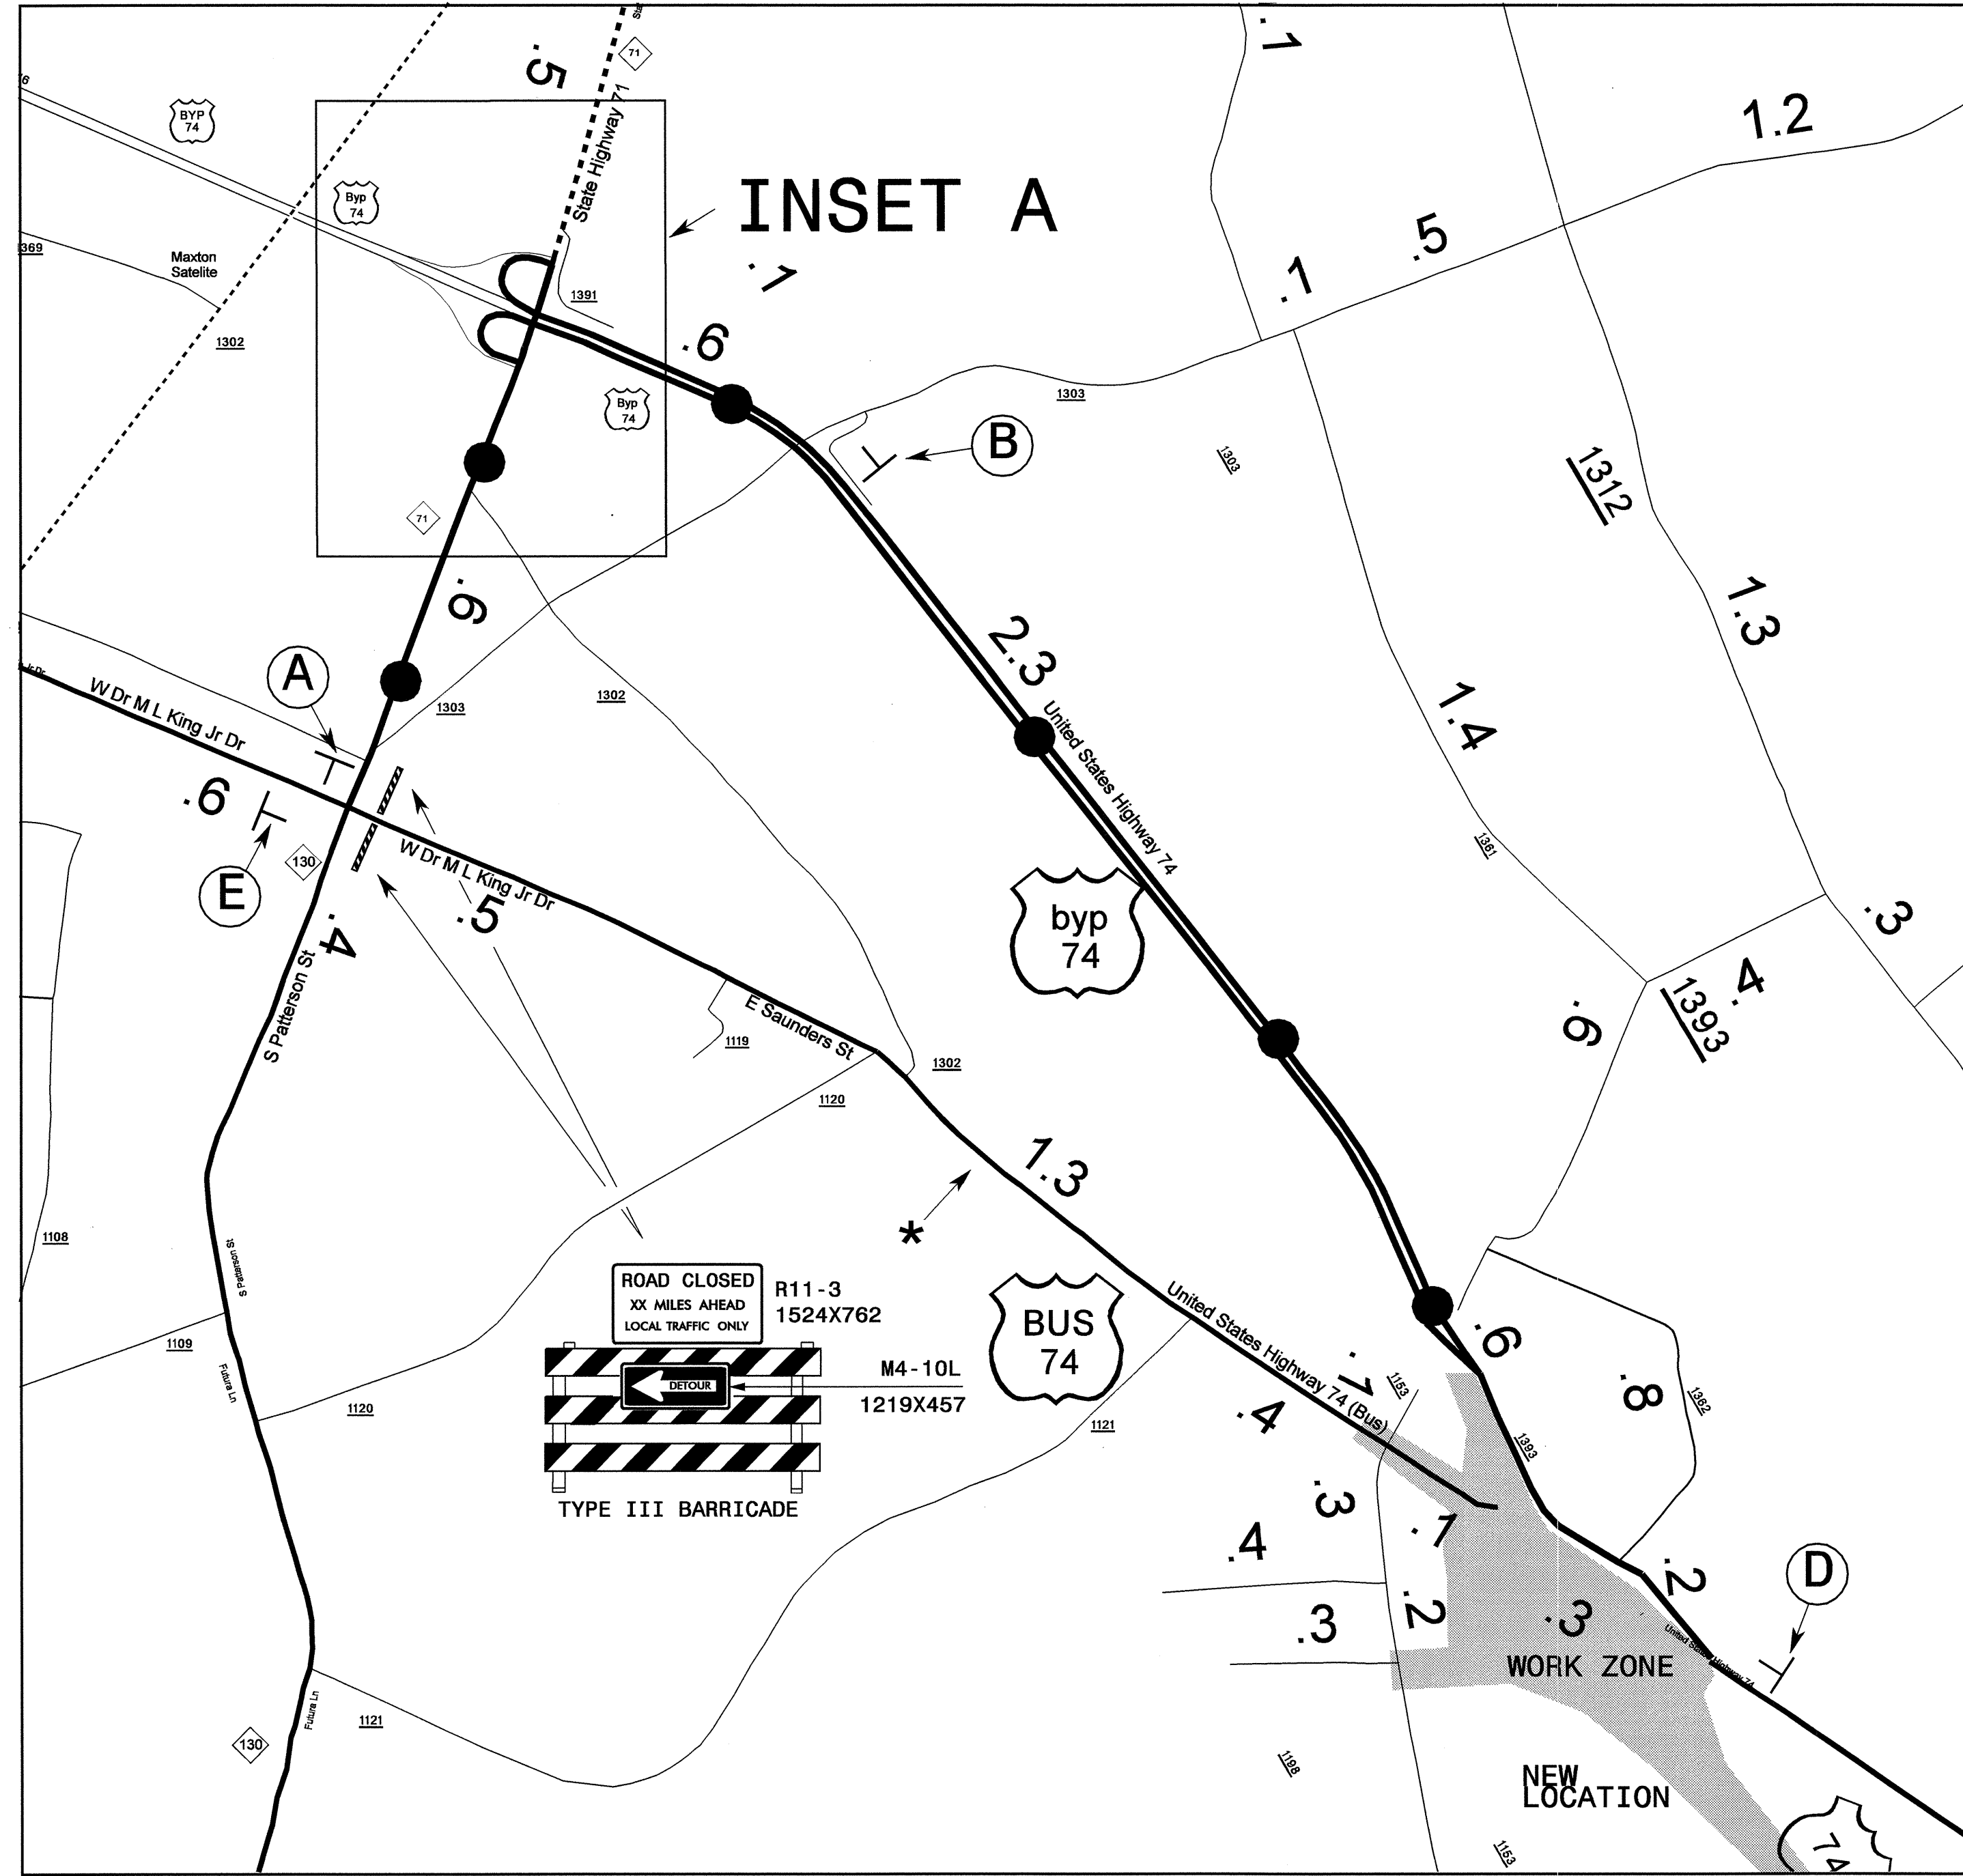 .5
71
State Highway 71
.1
1.2
BYP
74
Byp
74
INSET A
.1
.5
.1
1369
Maxton
Satelite
1302
1391
.6
Byp
74
1303
B
1303
1312
71
.6
1.3
2.3
A
W Dr M L King Jr Dr
1303
1302
United States Highway 74
1.4
.6
E
130
W Dr M L King Jr Dr
.5
1361
.3
.4
byp
74
.4
1393
.6
S Patterson St
E Saunders St
1119
1302
1120
1.3
*
1108
S Patterson St
ROAD CLOSED
XX MILES AHEAD
LOCAL TRAFFIC ONLY
R11-3
1524X762
BUS
74
United States Highway 74 (Bus)
.6
1109
Futura Ln
DETOUR
M4-10L
1219X457
.1
1153
.8
1362
.4
1120
1121
1393
TYPE III BARRICADE
.3
.1
.4
.2
D
.3
.2
.3
United States Highway 74
WORK ZONE
Futura Ln
1121
130
1198
NEW
LOCATION
1153
74